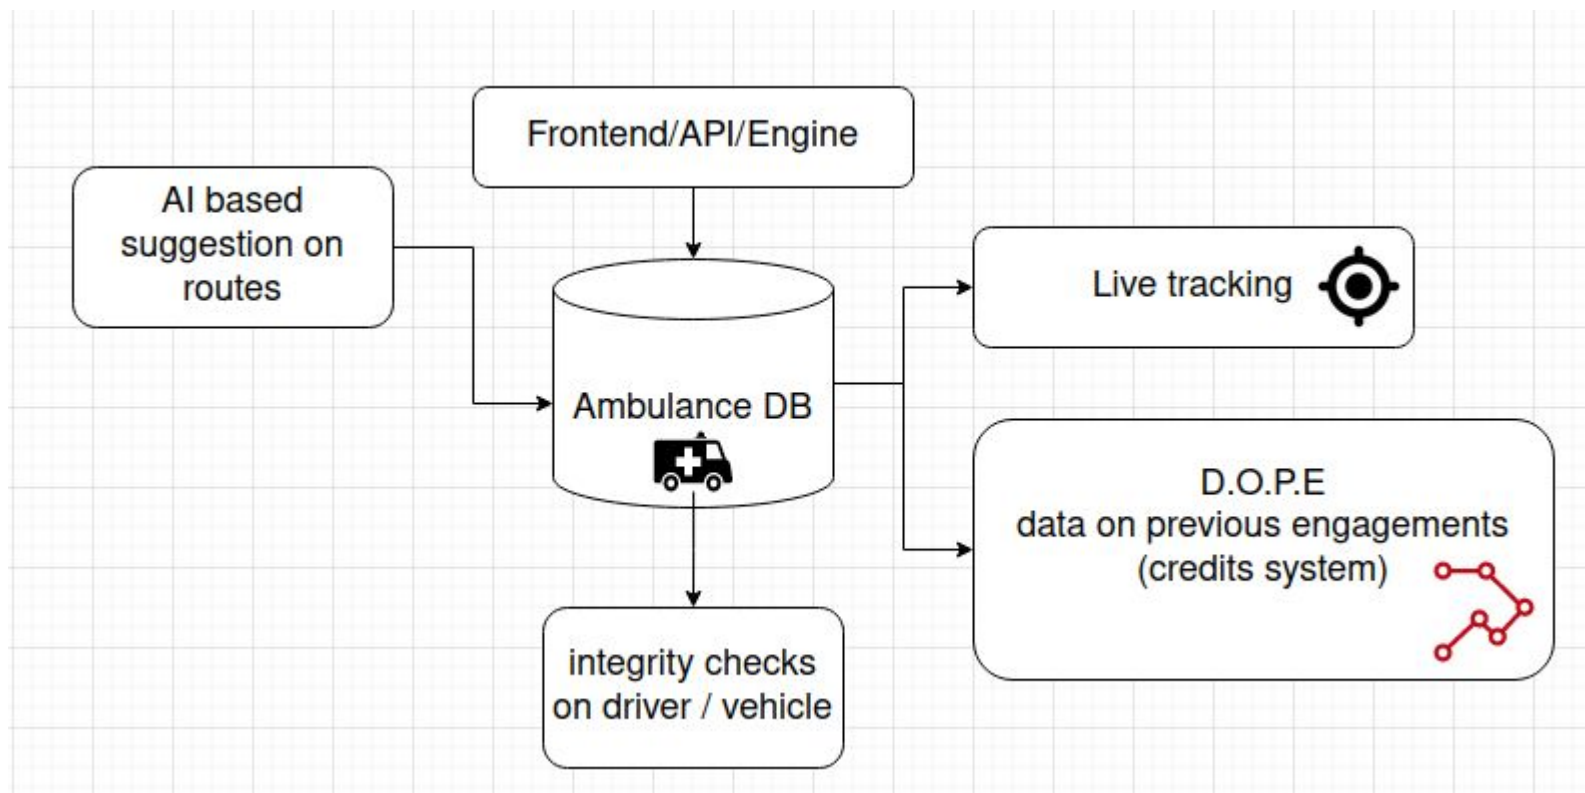 Frontend/API/Engine
AI based
suggestion on
routes
Live tracking
Ambulance DB
D.O.P.E
data on previous engagements
(credits system)
integrity checks
on driver / vehicle